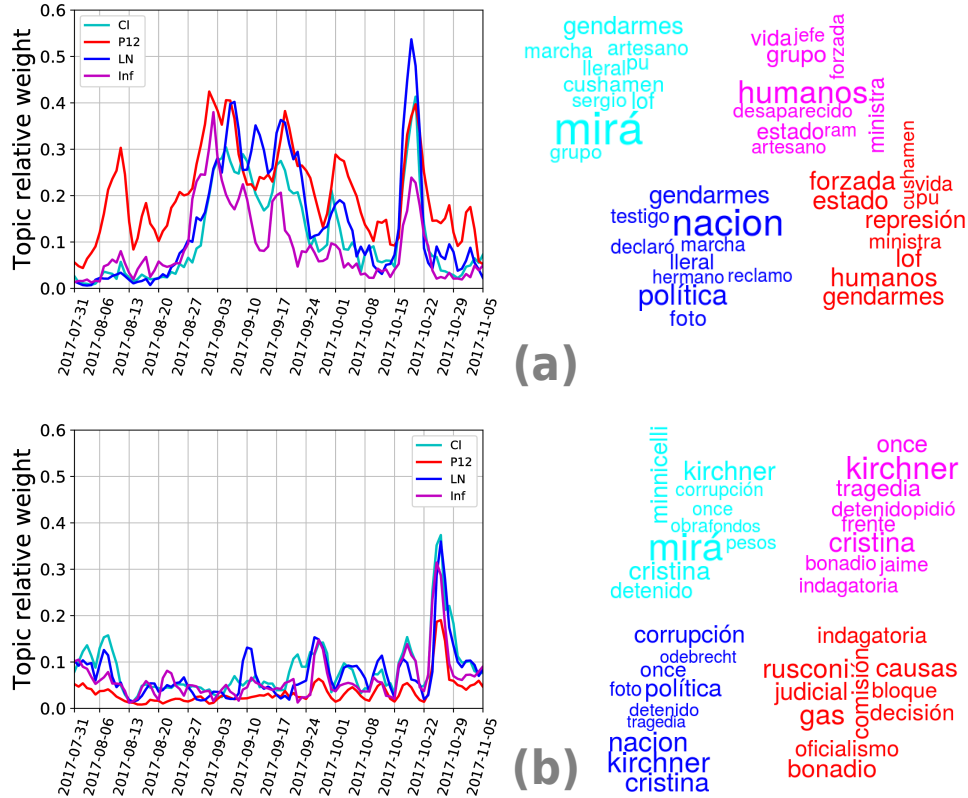 Topic relative weight
0.6
0.5
0.4
0.3
0.2
0.1
0.0
Cl
P12
LN
Inf
2017-07-31
2017-08-06
2017-08-13
2017-08-20
2017-08-27
2017-09-03
2017-09-10
2017-09-17
2017-09-24
2017-10-01
2017-10-08
2017-10-15
2017-10-22
2017-10-29
2017-11-05
gendarmes
marcha artesano
lleral pu
cushamen
sergio lof
mirá
grupo
vida jefe forzada
grupo
humanos
desaparecido
estado ram ministra
artesano
gendarmes
testigo nacion
declaró marcha
lleral
hermano reclamo
política
foto
cushamen
forzada vida
estado pu
represión
ministra
lof
humanos
gendarmes
(a)
Topic relative weight
0.6
0.5
0.4
0.3
0.2
0.1
0.0
Cl
P12
LN
Inf
2017-07-31
2017-08-06
2017-08-13
2017-08-20
2017-08-27
2017-09-03
2017-09-10
2017-09-17
2017-09-24
2017-10-01
2017-10-08
2017-10-15
2017-10-22
2017-10-29
2017-11-05
minnicelli
kirchner
corrupción
once
obra fondos
mirá pesos
cristina
detenido
once
kirchner
tragedia
detenido pidió
frente
cristina
bonadio jaime
indagatoria
corrupción
odebrecht
once
foto política
detenido
tragedia
nacion
kirchner
cristina
indagatoria
rusconi causas
judicial comisión bloque
gas decisión
oficialismo
bonadio
(b)